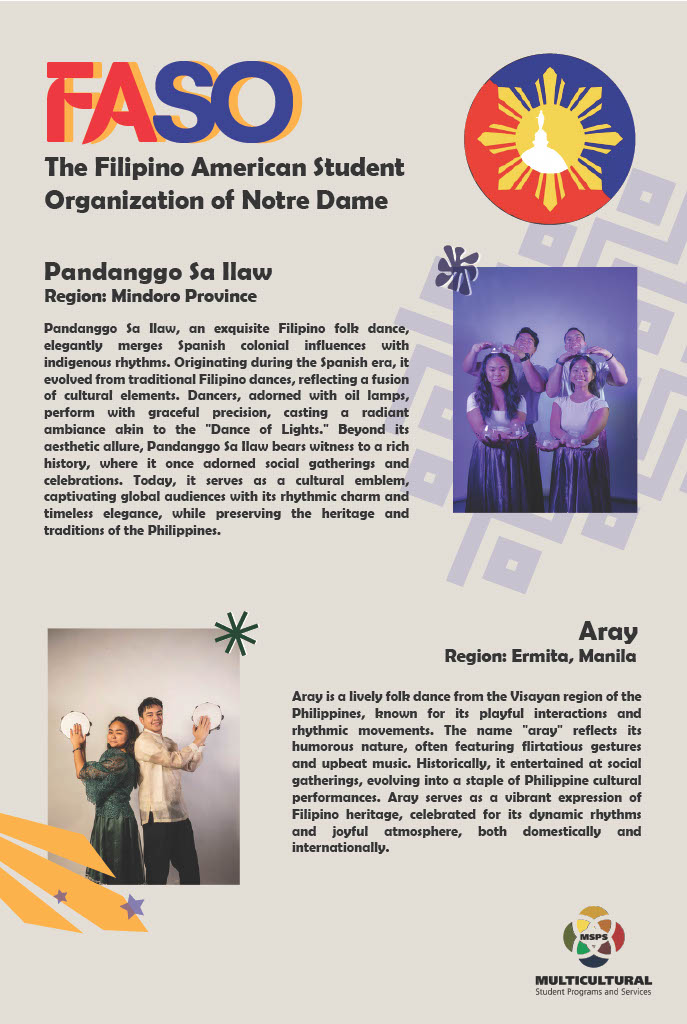 FASO
The Filipino American Student
Organization of Notre Dame
Pandanggo Sa Ilaw
Region: Mindoro Province
Pandanggo Sa Ilaw, an exquisite Filipino folk dance,
elegantly merges Spanish colonial influences with
indigenous rhythms. Originating during the Spanish era, it
evolved from traditional Filipino dances, reflecting a fusion
of cultural elements. Dancers, adorned with oil lamps,
perform with graceful precision, casting a radiant
ambiance akin to the "Dance of Lights." Beyond its
aesthetic allure, Pandanggo Sa Ilaw bears witness to a rich
history, where it once adorned social gatherings and
celebrations. Today, it serves as a cultural emblem,
captivating global audiences with its rhythmic charm and
timeless elegance, while preserving the heritage and
traditions of the Philippines.
Aray
Region: Ermita, Manila
Aray is a lively folk dance from the Visayan region of the
Philippines, known for its playful interactions and
rhythmic movements. The name "aray" reflects its
humorous nature, often featuring flirtatious gestures
and upbeat music. Historically, it entertained at social
gatherings, evolving into a staple of Philippine cultural
performances. Aray serves as a vibrant expression of
Filipino heritage, celebrated for its dynamic rhythms
and joyful atmosphere, both domestically and
internationally.
MSPS
MULTICULTURAL
Student Programs and Services